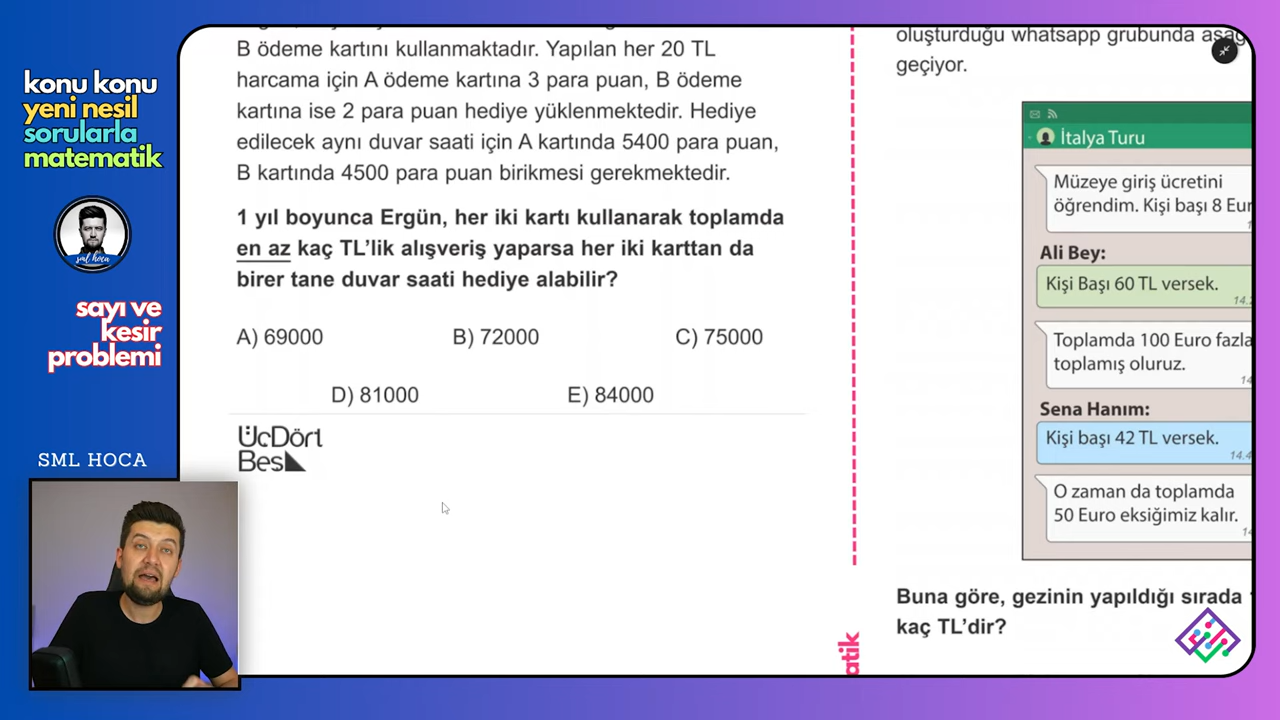 konu konu
yeni nesil
sorularla
matematik
sml hoca
sayı ve
kesir
problemi
SML HOCA
B ödeme kartını kullanmaktadır. Yapılan her 20 TL
harcama için A ödeme kartına 3 para puan, B ödeme
kartına ise 2 para puan hediye yüklenmektedir. Hediye
edilecek aynı duvar saati için A kartında 5400 para puan,
B kartında 4500 para puan birikmesi gerekmektedir.
1 yıl boyunca Ergün, her iki kartı kullanarak toplamda
en az kaç TL’lik alışveriş yaparsa her iki karttan da
birer tane duvar saati hediye alabilir?
A) 69000 B) 72000 C) 75000
D) 81000 E) 84000
ÜçDört
Beş
oluşturduğu whatsapp grubunda aşağ
geçiyor.
İtalya Turu
Müzeye giriş ücretini
öğrendim. Kişi başı 8 Eur
Ali Bey:
Kişi Başı 60 TL versek.
14.2
Toplamda 100 Euro fazla
toplamış oluruz.
14
Sena Hanım:
Kişi başı 42 TL versek.
14.4
O zaman da toplamda
50 Euro eksiğimiz kalır.
14
Buna göre, gezinin yapıldığı sırada
kaç TL’dir?
atik